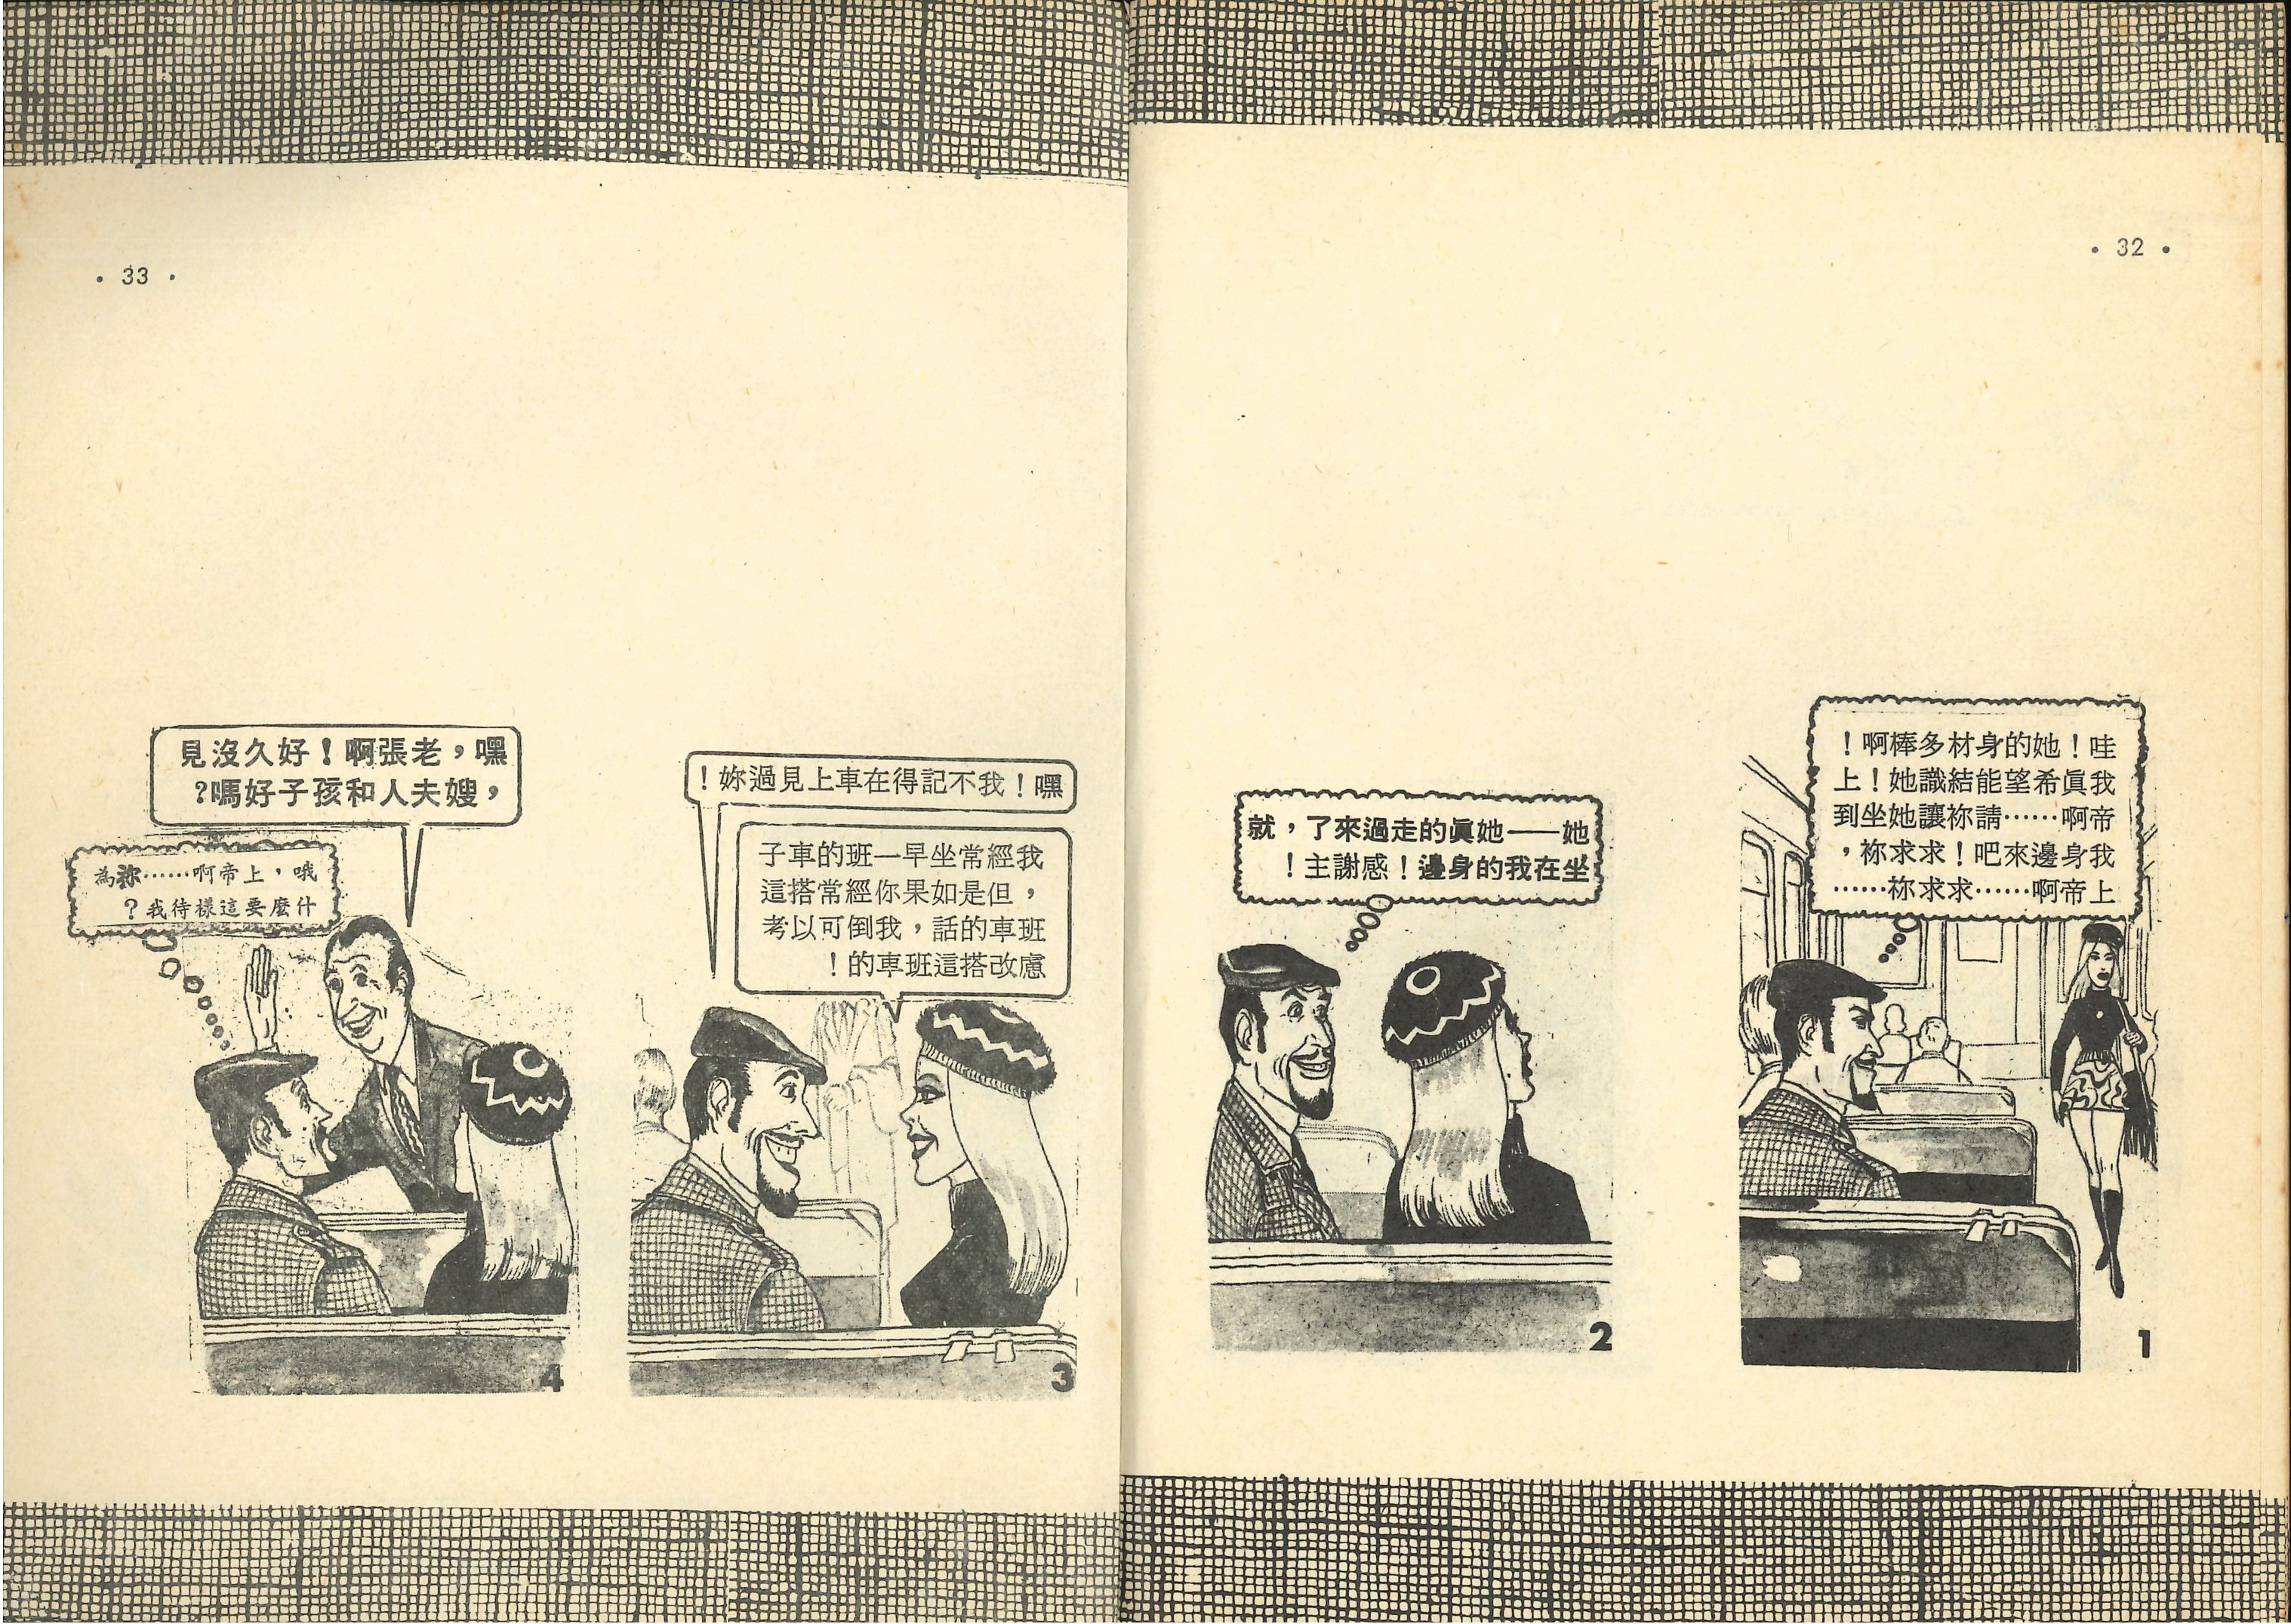 • 32 •
哇！她的身材多棒啊！
我眞希望能結識她！上
帝啊……請祢讓她坐到
我身邊來吧！求求祢，
上帝啊……求求祢……
1
她——她眞的走過來了，就
坐在我的身邊！感謝主！
2
• 33 •
嘿！我不記得在車上見過妳！
我經常坐早一班的車子
，但是如果你經常搭這
班車的話，我倒可以考
慮改搭這班車的！
3
嘿，老張啊！好久沒見
，嫂夫人和孩子好嗎?
哦，上帝啊……祢為
什麼要這樣待我？
4